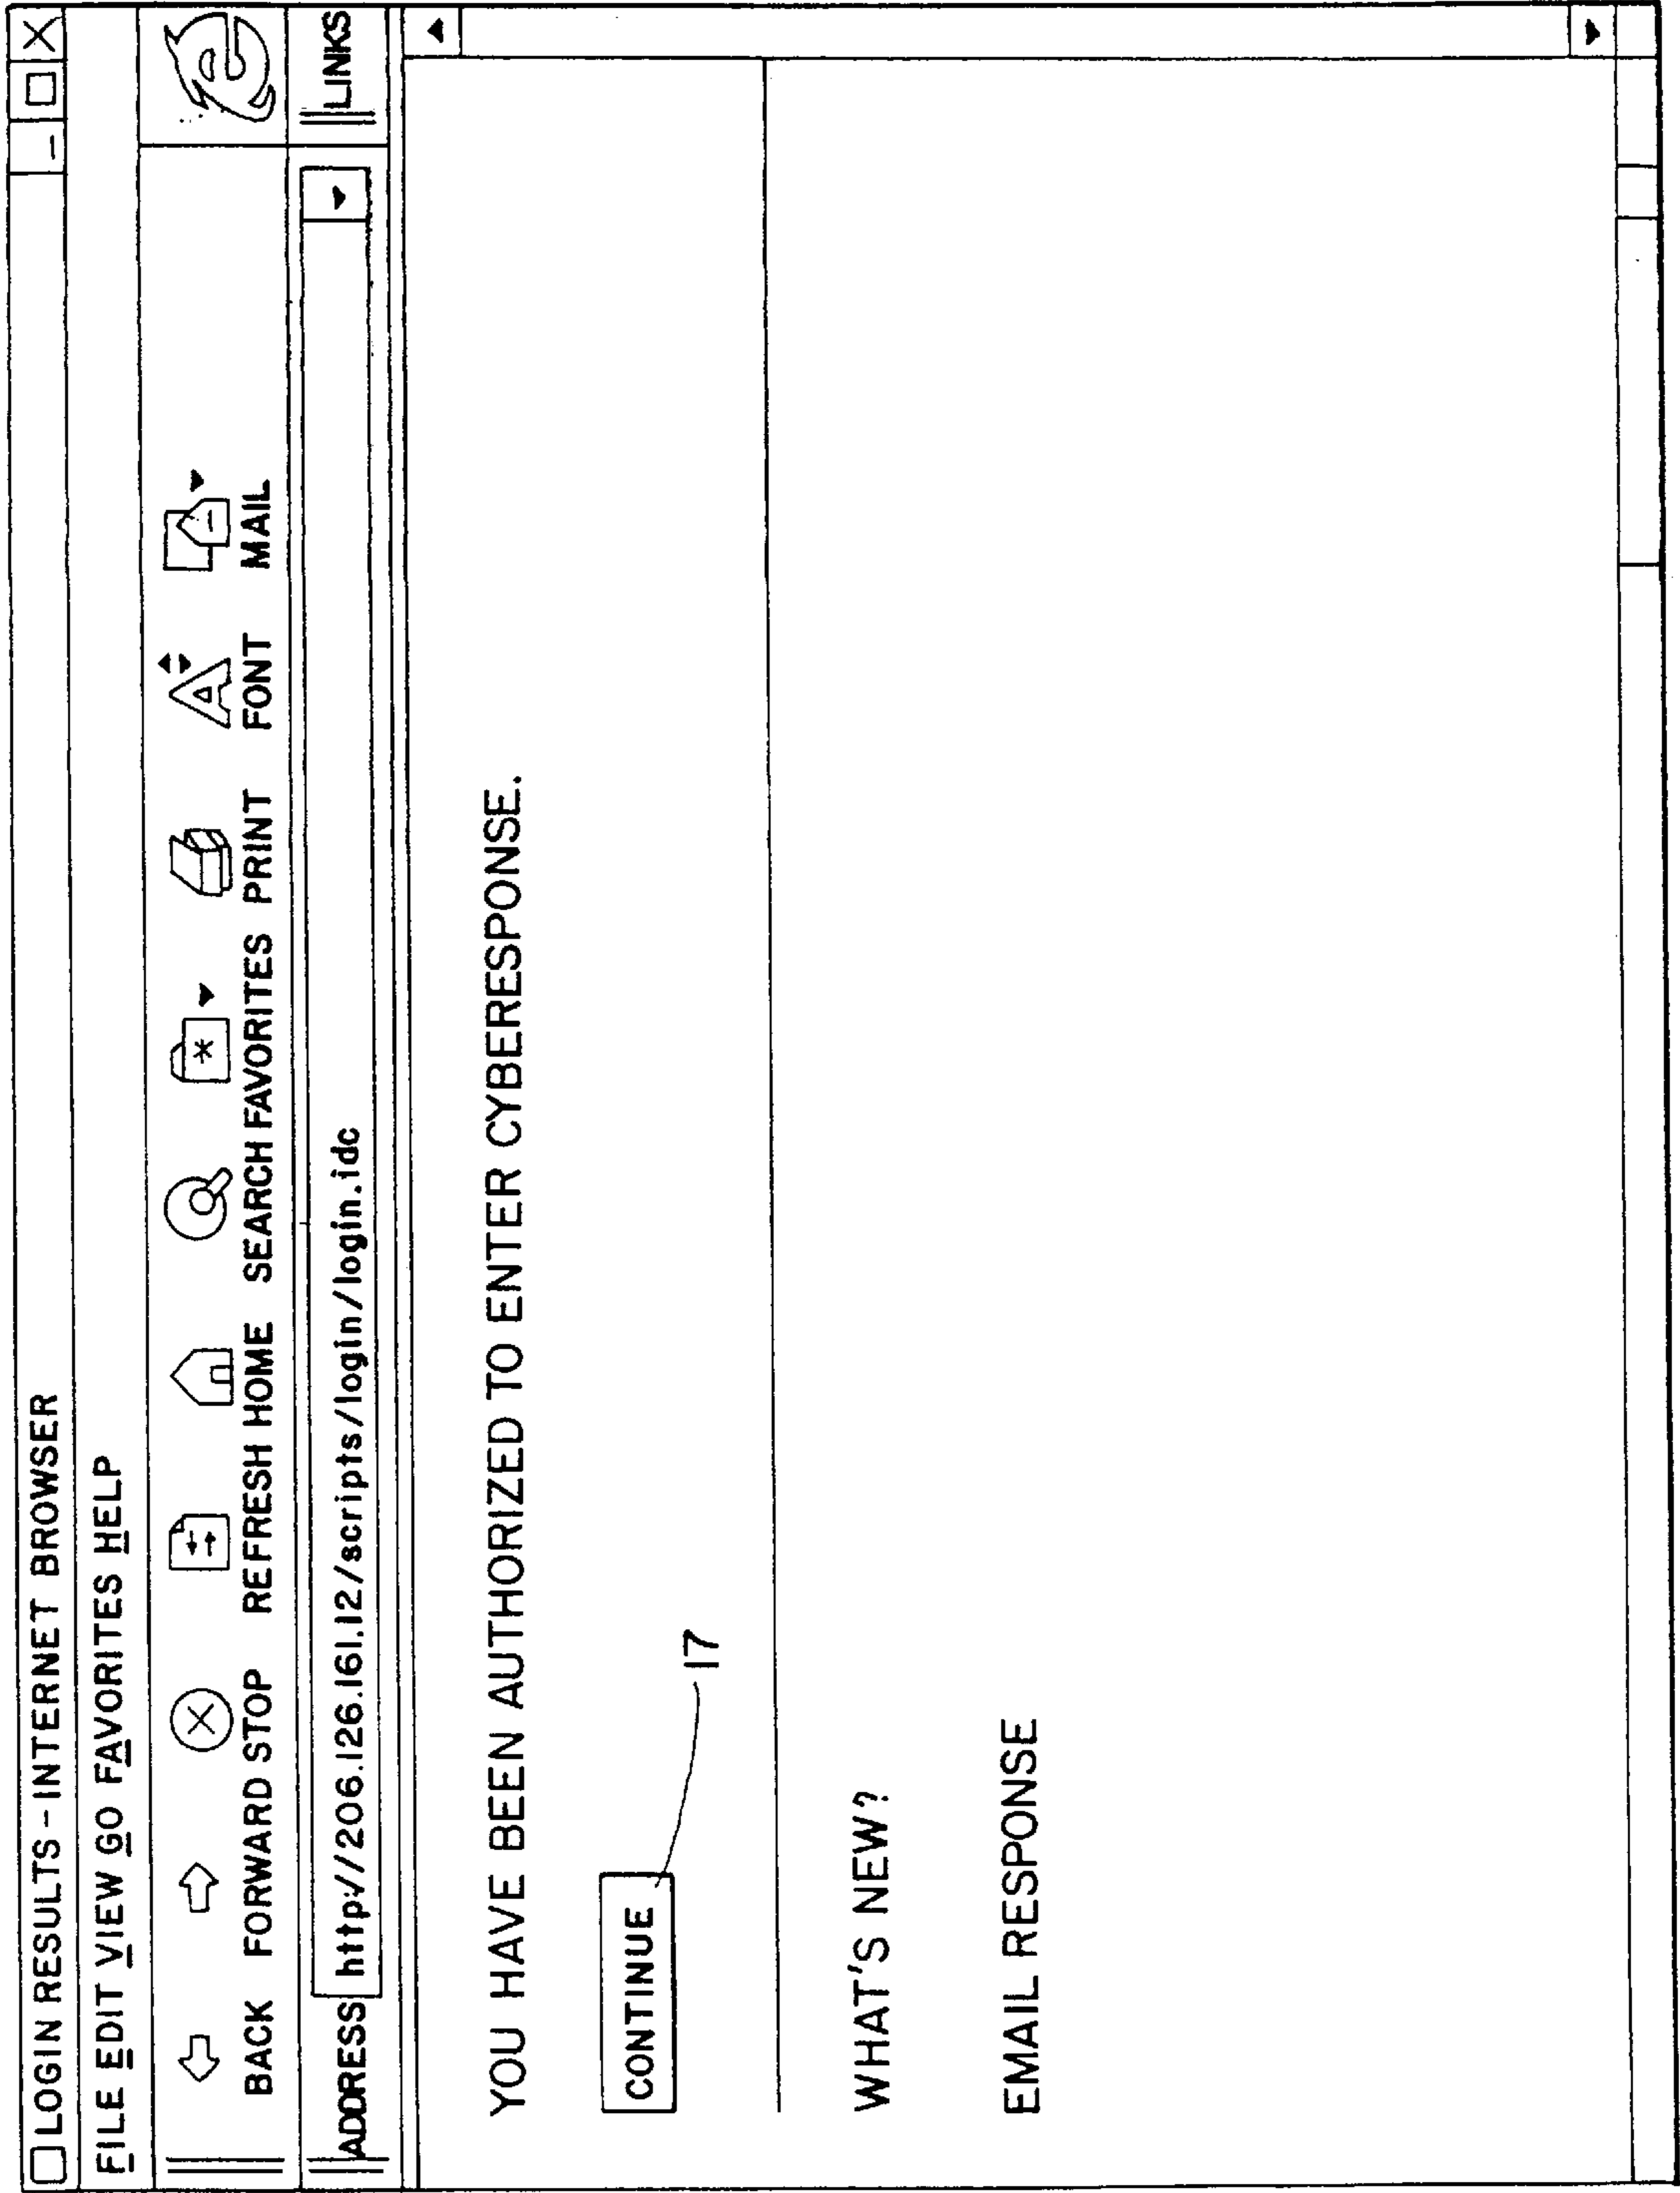 LOGIN RESULTS - INTERNET BROWSER
FILE EDIT VIEW GO FAVORITES HELP
BACK FORWARD STOP REFRESH HOME SEARCH FAVORITES PRINT FONT MAIL
ADDRESS http://206.126.161.12/scripts/login/login.idc LINKS
YOU HAVE BEEN AUTHORIZED TO ENTER CYBERESPONSE.
CONTINUE
17
WHAT'S NEW?
EMAIL RESPONSE